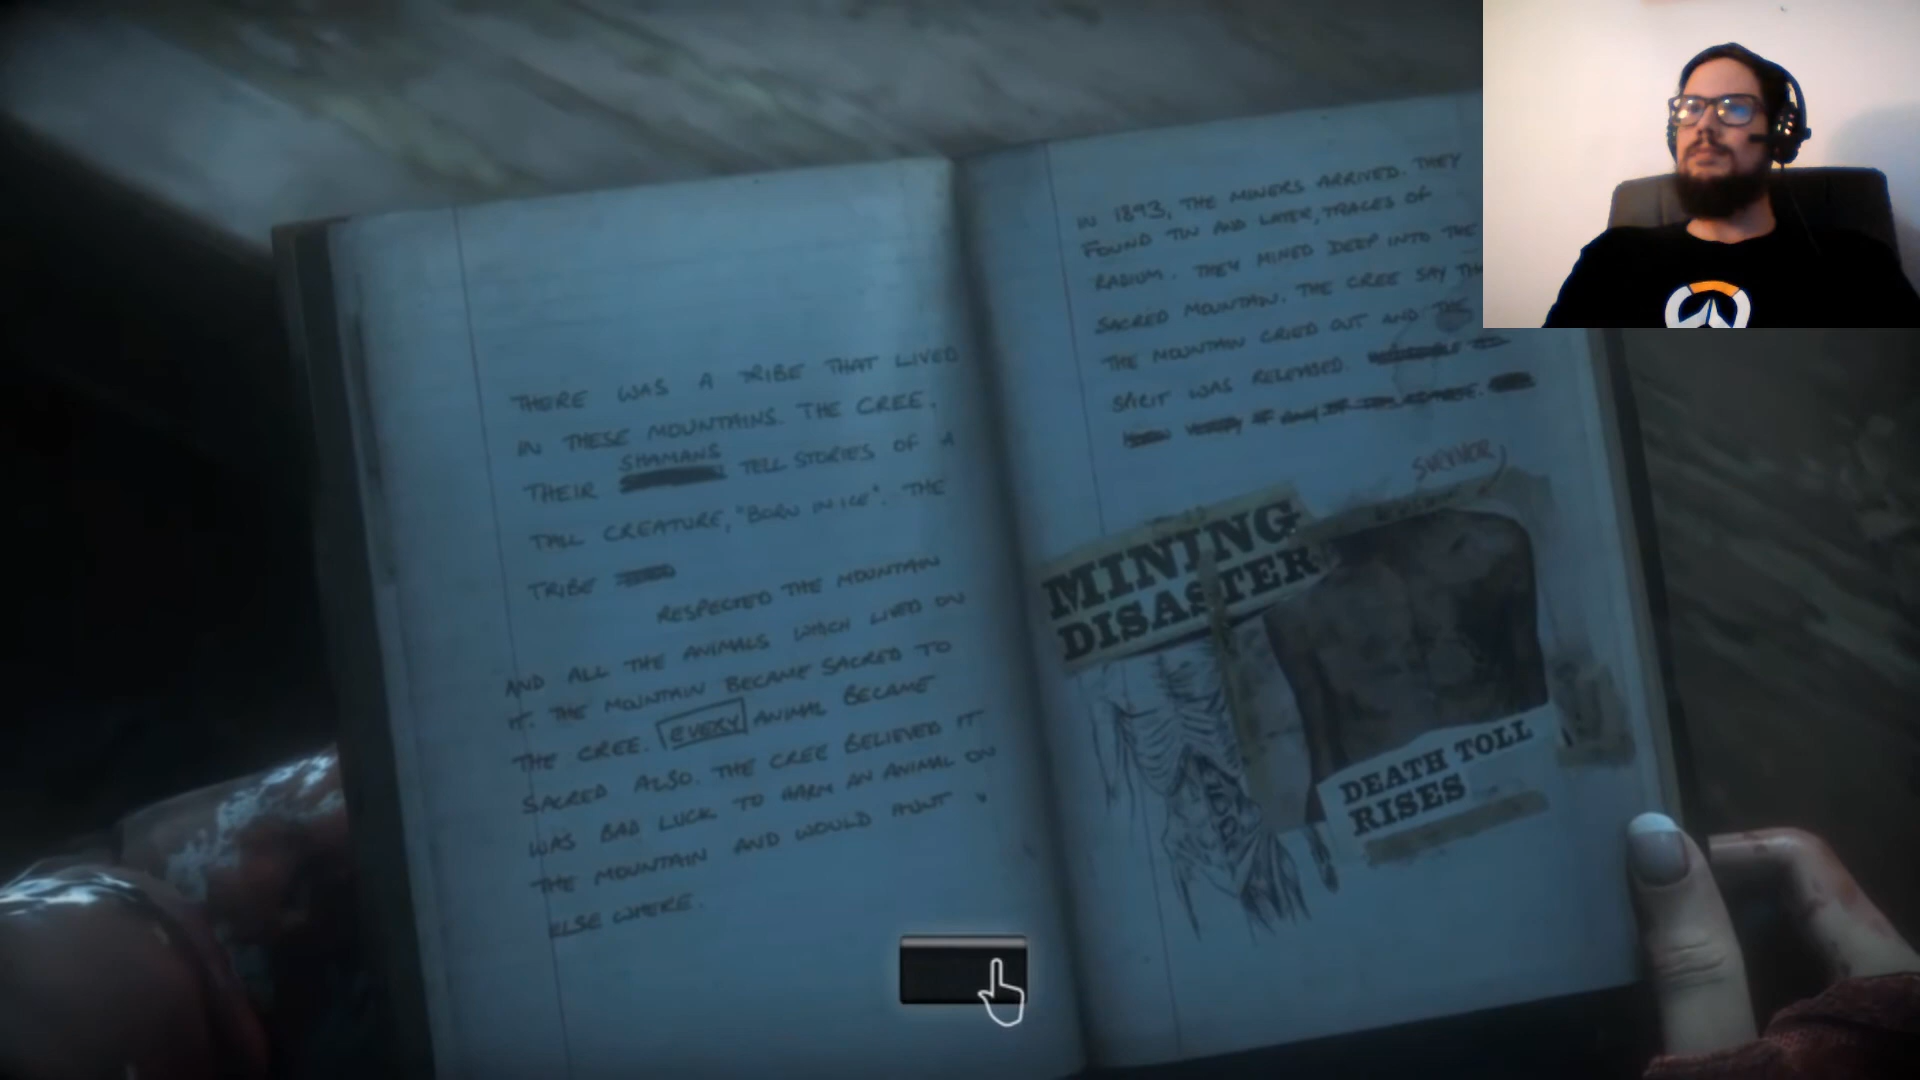 THERE WAS A TRIBE THAT LIVED
IN THESE MOUNTAINS. THE CREE.
SHAMANS
THEIR TELL STORIES OF A
TALL CREATURE, "BORN IN ICE". THE
TRIBE
RESPECTED THE MOUNTAIN
AND ALL THE ANIMALS WHICH LIVED ON
IT. THE MOUNTAIN BECAME SACRED TO
THE CREE. EVERY ANIMAL BECAME
SACRED ALSO. THE CREE BELIEVED IT
WAS BAD LUCK TO HARM AN ANIMAL ON
THE MOUNTAIN AND WOULD HUNT
ELSE WHERE.
IN 1893, THE MINERS ARRIVED. THEY
FOUND TIN AND LATER, TRACES OF
RADIUM. THEY MINED DEEP INTO THE
SACRED MOUNTAIN. THE CREE SAY
THE MOUNTAIN CRIED OUT AND THE
SPIRIT WAS RELEASED.
SURVIVOR
MINING
DISASTER
DEATH TOLL
RISES